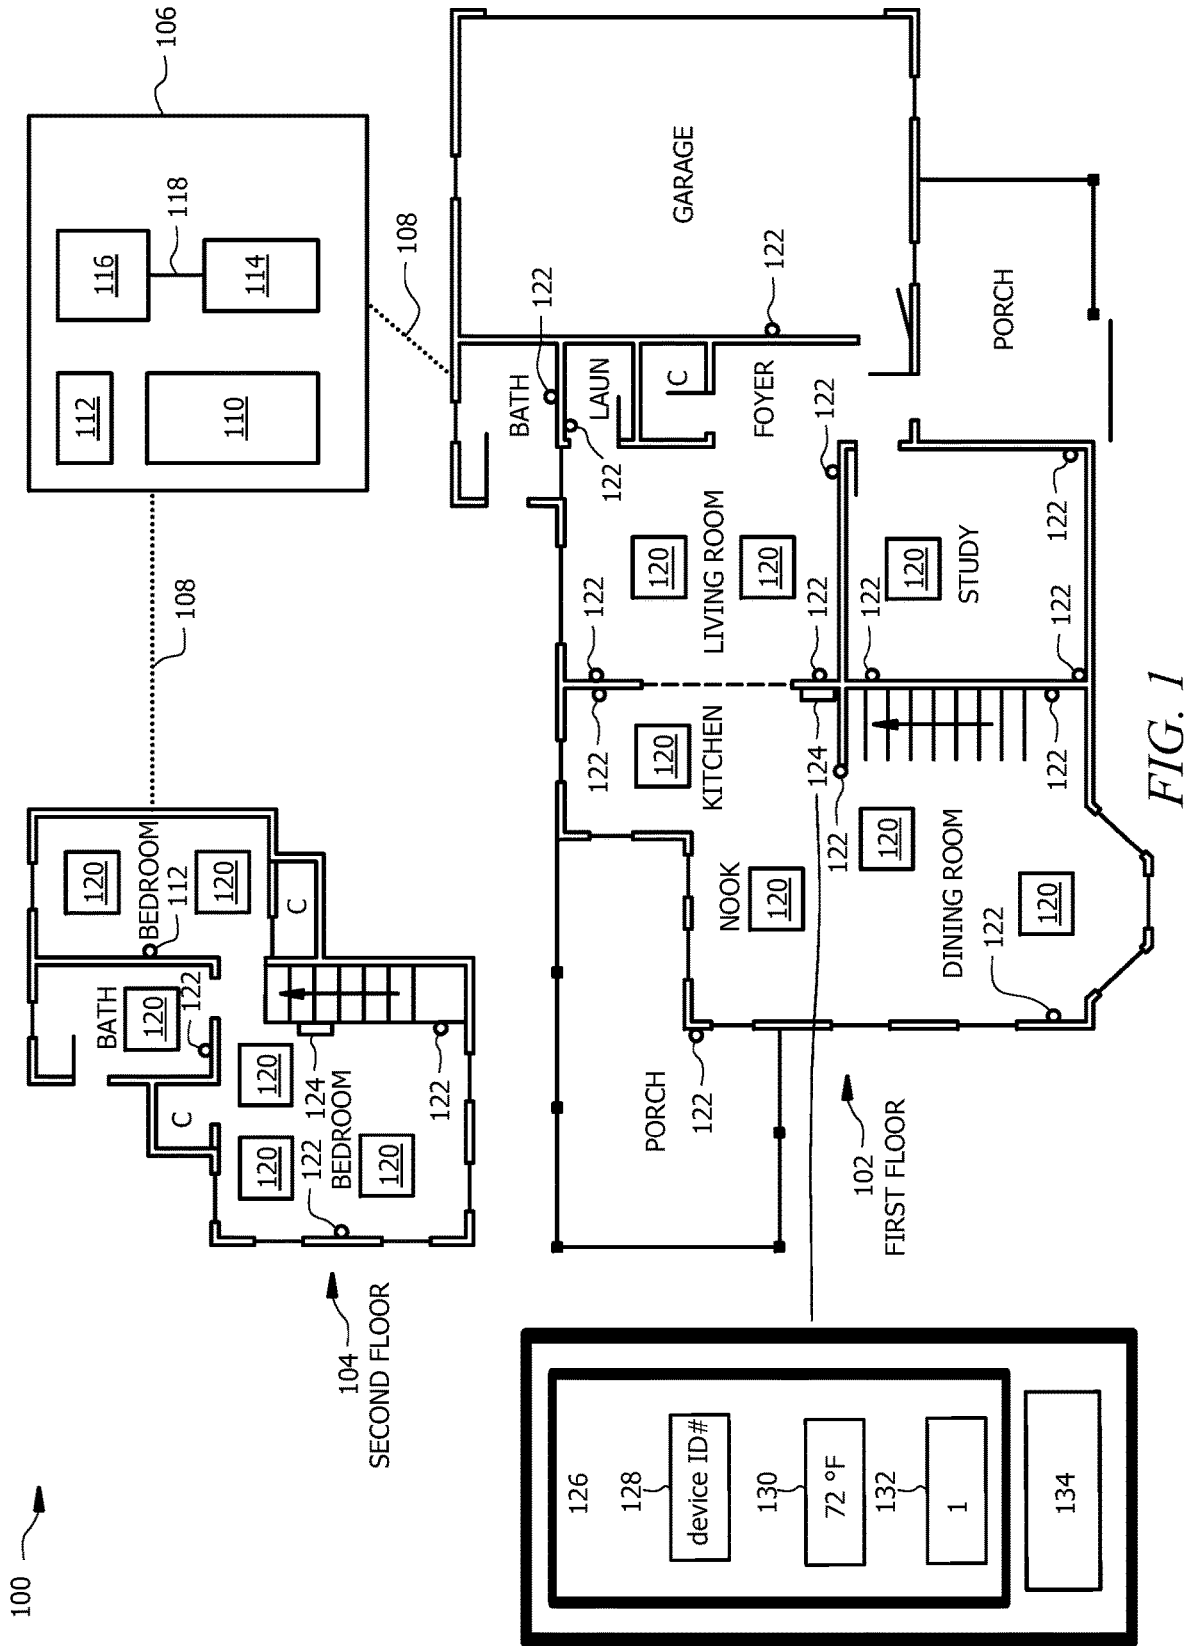 100
106
112
116
118
110
114
108
108
120
120
BEDROOM
112
BATH
120
122
C
C
120
120
124
122
BEDROOM
120
122
104
SECOND FLOOR
BATH
122
LAUN
122
C
GARAGE
122
FOYER
122
122
120
LIVING ROOM
120
122
122
120
KITCHEN
124
122
NOOK
120
120
DINING ROOM
120
122
122
122
120
STUDY
122
122
PORCH
PORCH
122
102
FIRST FLOOR
126
128
device ID#
130
72 °F
132
1
134
FIG. 1